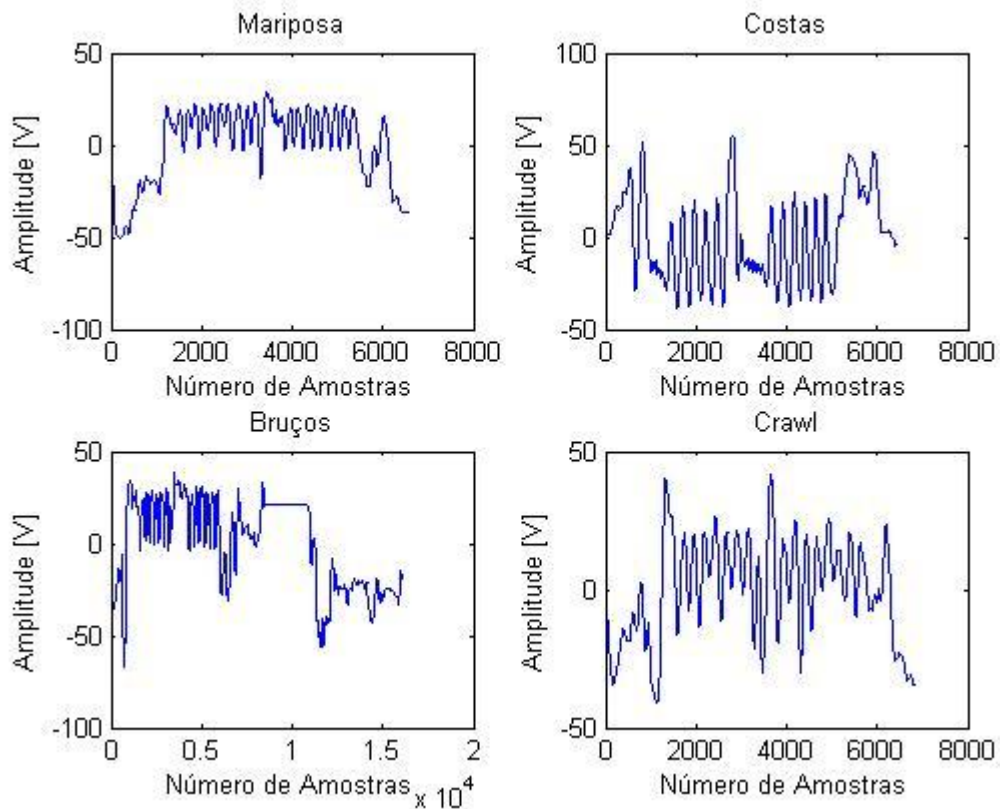 Mariposa
50
0
-50
-100
Amplitude [V]
0 2000 4000 6000 8000
Número de Amostras
Costas
100
50
0
-50
Amplitude [V]
0 2000 4000 6000 8000
Número de Amostras
Bruços
50
0
-50
-100
Amplitude [V]
0 0.5 1 1.5 2
Número de Amostras
x 10^4
Crawl
50
0
-50
Amplitude [V]
0 2000 4000 6000 8000
Número de Amostras